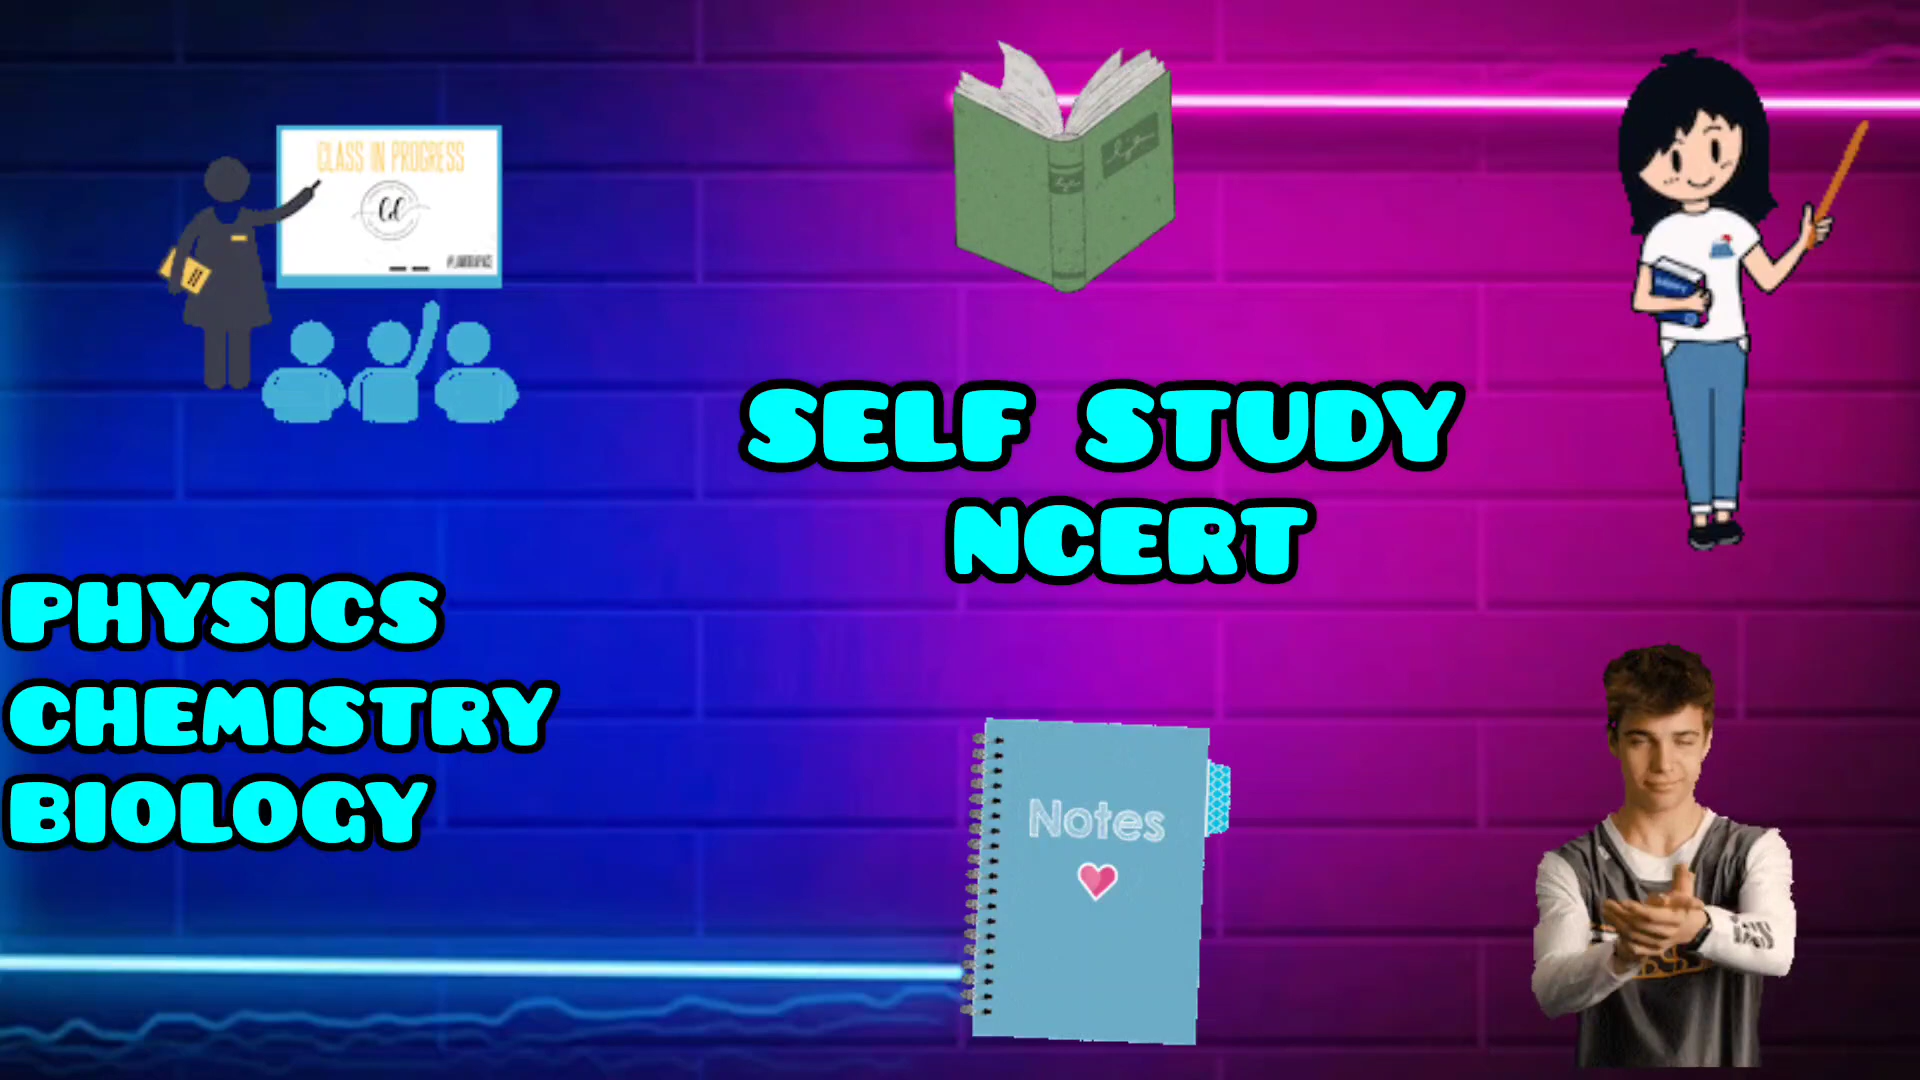 CLASS IN PROGRESS
SELF STUDY
NCERT
PHYSICS
CHEMISTRY
BIOLOGY
Notes